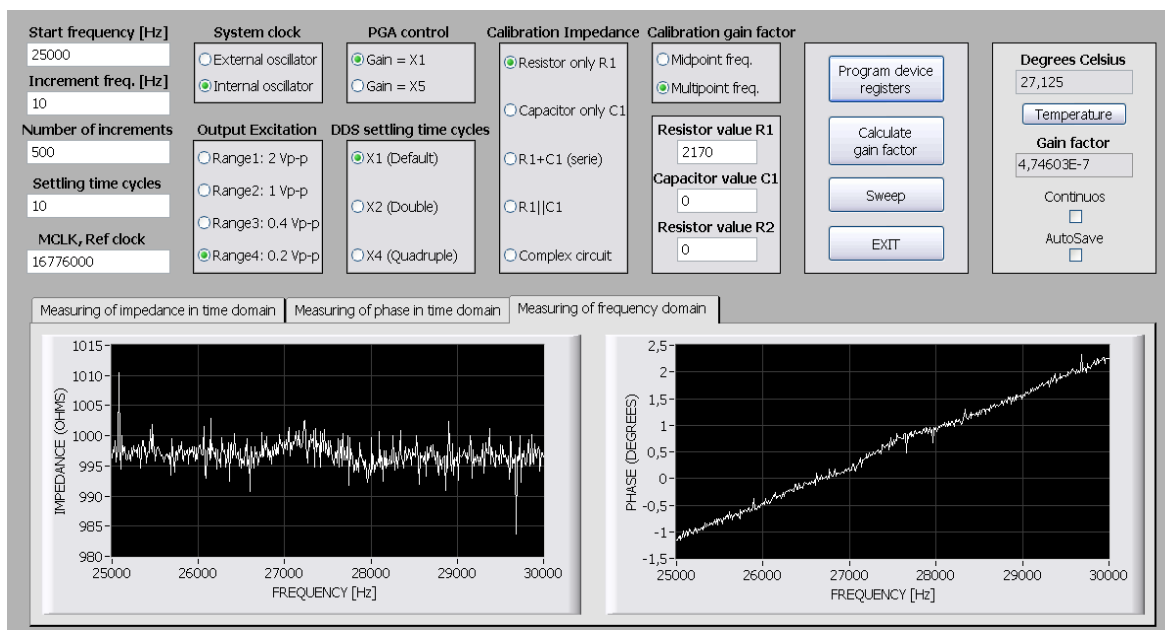 Start frequency [Hz]
25000
Increment freq. [Hz]
10
Number of increments
500
Settling time cycles
10
MCLK, Ref clock
16776000
System clock
External oscillator
Internal oscillator
Output Excitation
Range1: 2 Vp-p
Range2: 1 Vp-p
Range3: 0.4 Vp-p
Range4: 0.2 Vp-p
PGA control
Gain = X1
Gain = X5
DDS settling time cycles
X1 (Default)
X2 (Double)
X4 (Quadruple)
Calibration Impedance
Resistor only R1
Capacitor only C1
R1+C1 (serie)
R1||C1
Complex circuit
Calibration gain factor
Midpoint freq.
Multipoint freq.
Resistor value R1
2170
Capacitor value C1
0
Resistor value R2
0
Program device
registers
Calculate
gain factor
Sweep
EXIT
Degrees Celsius
27,125
Temperature
Gain factor
4,74603E-7
Continuos
AutoSave
Measuring of impedance in time domain
Measuring of phase in time domain
Measuring of frequency domain
IMPEDANCE (OHMS)
1015
1010
1005
1000
995
990
985
980
25000 26000 27000 28000 29000 30000
FREQUENCY [Hz]
PHASE (DEGREES)
2,5
2
1,5
1
0,5
0
-0,5
-1
-1,5
25000 26000 27000 28000 29000 30000
FREQUENCY [Hz]